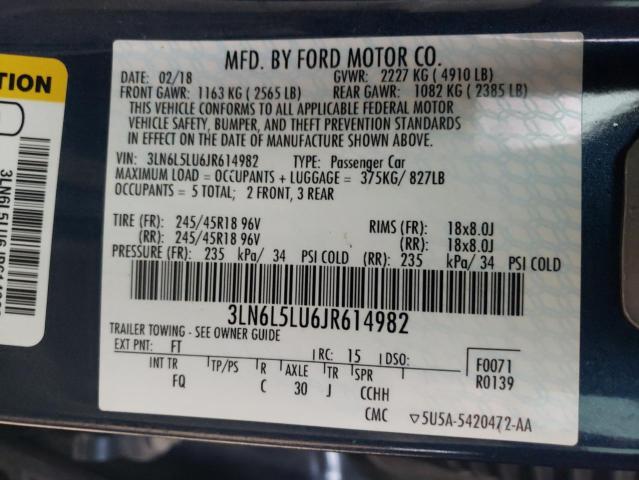 TION
3LN6L5LU6JR614982
MFD. BY FORD MOTOR CO.
DATE: 02/18 GVWR: 2227 KG ( 4910 LB)
FRONT GAWR: 1163 KG ( 2565 LB) REAR GAWR: 1082 KG ( 2385 LB)
THIS VEHICLE CONFORMS TO ALL APPLICABLE FEDERAL MOTOR
VEHICLE SAFETY, BUMPER, AND THEFT PREVENTION STANDARDS
IN EFFECT ON THE DATE OF MANUFACTURE SHOWN ABOVE.
VIN: 3LN6L5LU6JR614982 TYPE: Passenger Car
MAXIMUM LOAD = OCCUPANTS + LUGGAGE = 375KG/ 827LB
OCCUPANTS = 5 TOTAL; 2 FRONT, 3 REAR
TIRE (FR): 245/45R18 96V RIMS (FR): 18x8.0J
(RR): 245/45R18 96V (RR): 18x8.0J
PRESSURE (FR): 235 kPa/ 34 PSI COLD (RR): 235 kPa/ 34 PSI COLD
3LN6L5LU6JR614982
TRAILER TOWING - SEE OWNER GUIDE
EXT PNT: FT RC: 15 DSO: F0071
INT TR TP/PS R AXLE TR SPR R0139
FQ C 30 J CCHH
CMC ▽5U5A-5420472-AA